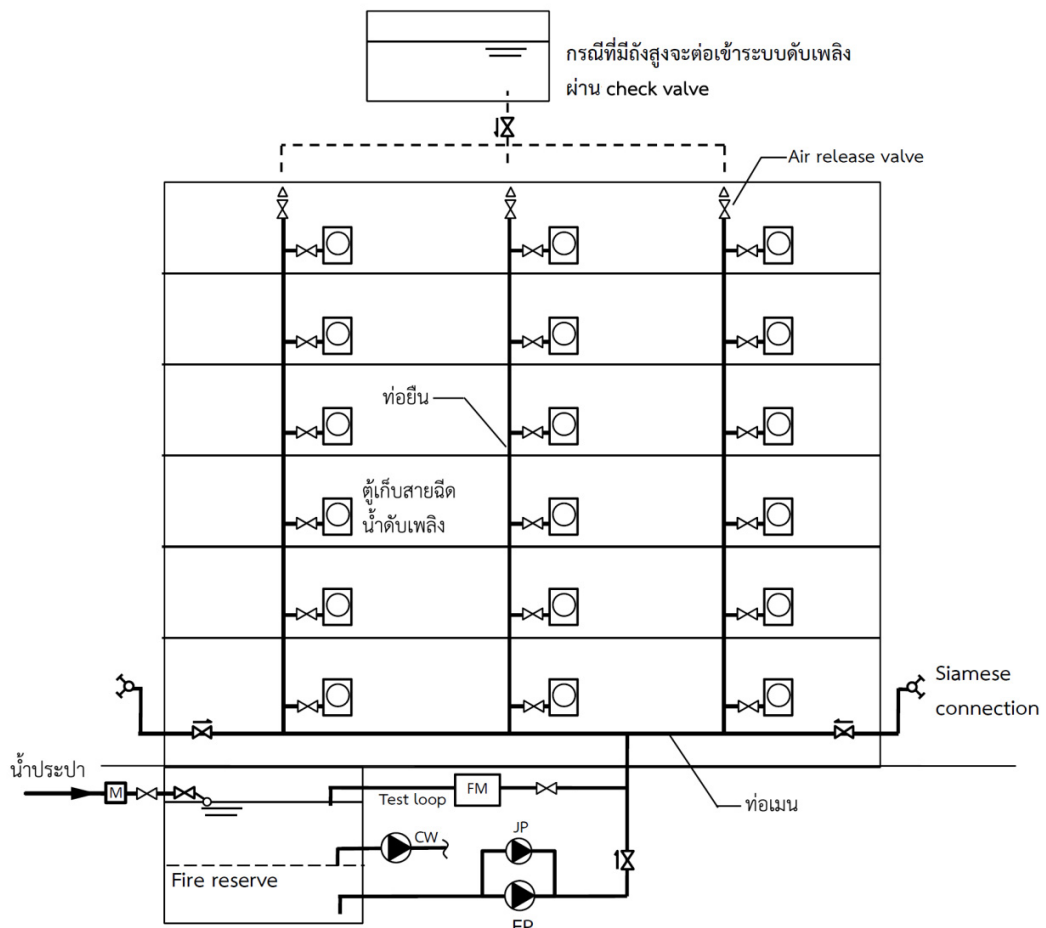 กรณีที่มีถังสูงจะต่อเข้าระบบดับเพลิง
ผ่าน check valve
Air release valve
ท่อยืน
ตู้เก็บสายฉีด
น้ำดับเพลิง
Siamese
connection
น้ำประปา
M
Test loop
FM
ท่อเมน
CW
JP
Fire reserve
FP